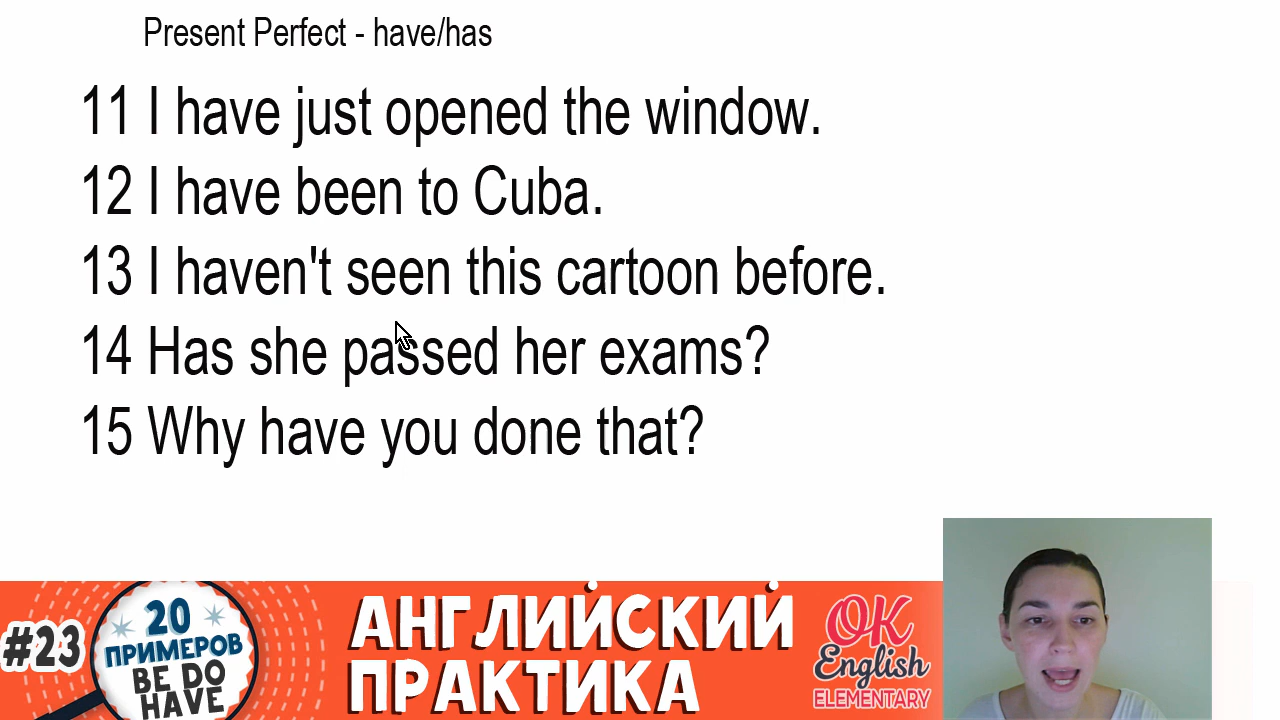 Present Perfect - have/has
11 I have just opened the window.
12 I have been to Cuba.
13 I haven't seen this cartoon before.
14 Has she passed her exams?
15 Why have you done that?
#23
20
ПРИМЕРОВ
BE DO
HAVE
АНГЛИЙСКИЙ
ПРАКТИКА
OK
English
ELEMENTARY